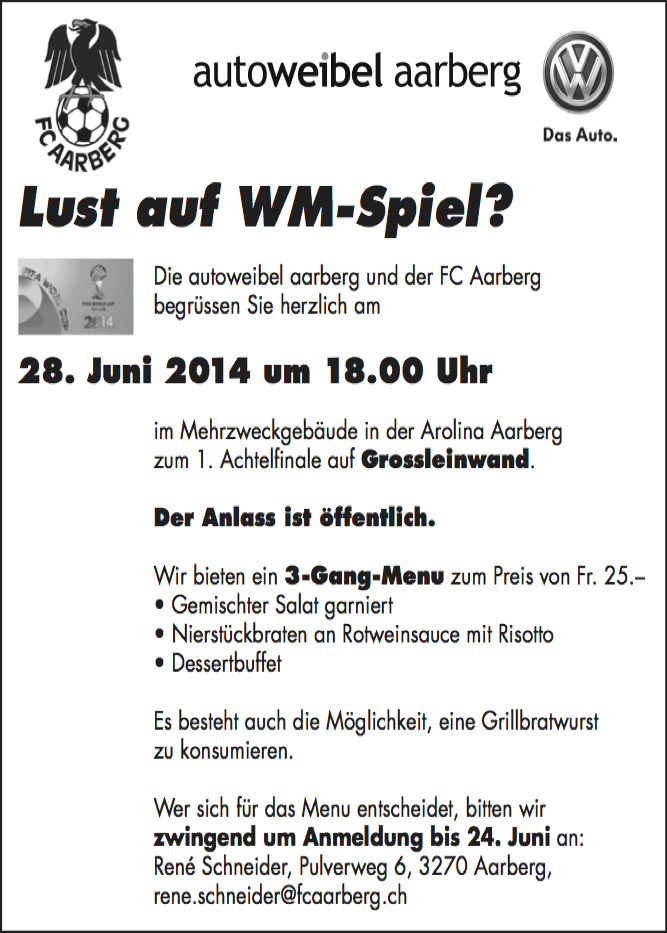 FC AARBERG
autoweibel aarberg
Das Auto.
Lust auf WM-Spiel?
FIFA WORLD CUP
2014
Die autoweibel aarberg und der FC Aarberg
begrüssen Sie herzlich am
28. Juni 2014 um 18.00 Uhr
im Mehrzweckgebäude in der Arolina Aarberg
zum 1. Achtelfinale auf Grossleinwand.
Der Anlass ist öffentlich.
Wir bieten ein 3-Gang-Menu zum Preis von Fr. 25.–
• Gemischter Salat garniert
• Nierstückbraten an Rotweinsauce mit Risotto
• Dessertbuffet
Es besteht auch die Möglichkeit, eine Grillbratwurst
zu konsumieren.
Wer sich für das Menu entscheidet, bitten wir
zwingend um Anmeldung bis 24. Juni an:
René Schneider, Pulverweg 6, 3270 Aarberg,
rene.schneider@fcaarberg.ch